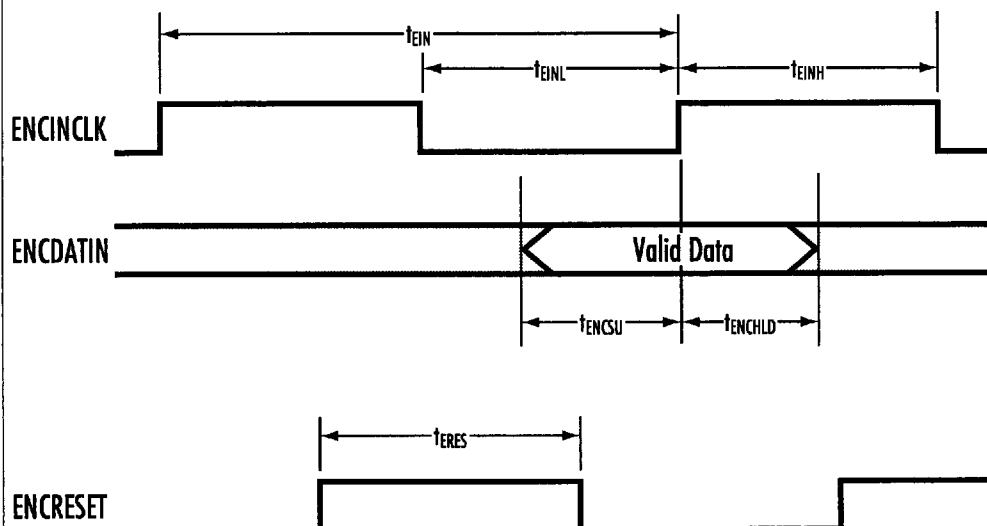 tEIN
tEINL
tEINH
ENCINCLK
ENCDATIN
Valid Data
tENCSU
tENCHLD
tERES
ENCRESET